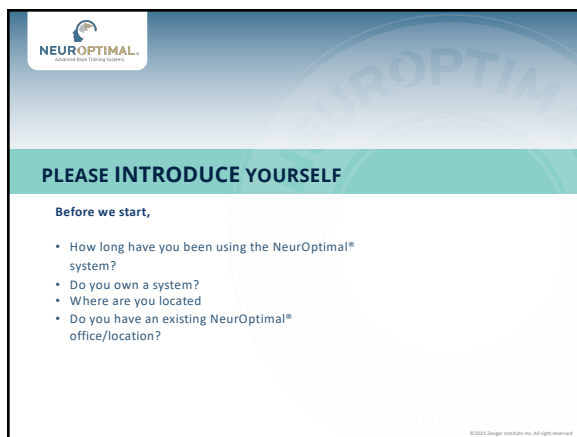 NEUROPTIMAL®
Advanced Brain Training Systems
NEUROPTIMAL
PLEASE INTRODUCE YOURSELF
Before we start,
• How long have you been using the NeurOptimal®
system?
• Do you own a system?
• Where are you located
• Do you have an existing NeurOptimal®
office/location?
©2021 Zengar Institute Inc. All right reserved